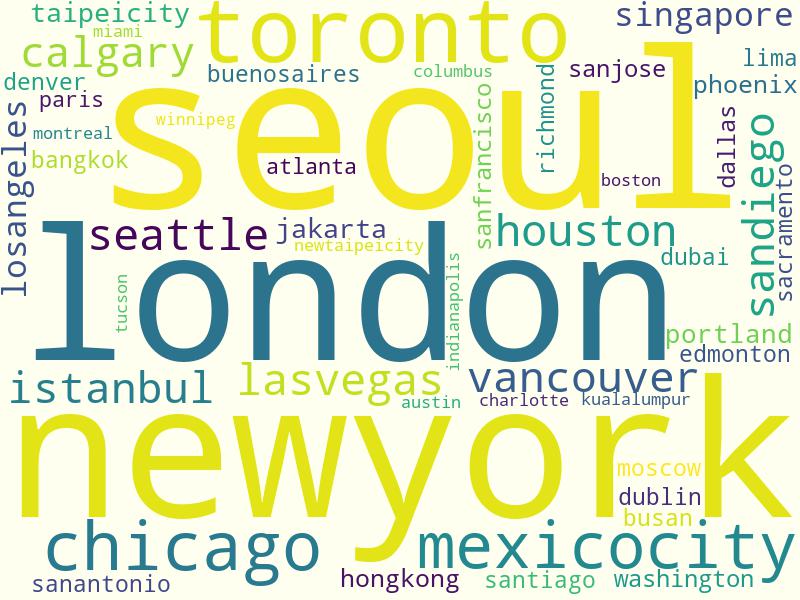 taipeicity
toronto
singapore
miami
calgary
lima
denver
buenosaires
columbus
sanjose
phoenix
paris
seoul
richmond
losangeles
montreal
winnipeg
sanfrancisco
dallas
sandiego
bangkok
atlanta
boston
sacramento
seattle
jakarta
houston
newtaipeicity
dubai
london
tucson
indianapolis
portland
edmonton
istanbul
lasvegas
vancouver
austin
charlotte
kualalumpur
newyork
moscow
dublin
busan
chicago
mexicocity
sanantonio
hongkong
santiago
washington